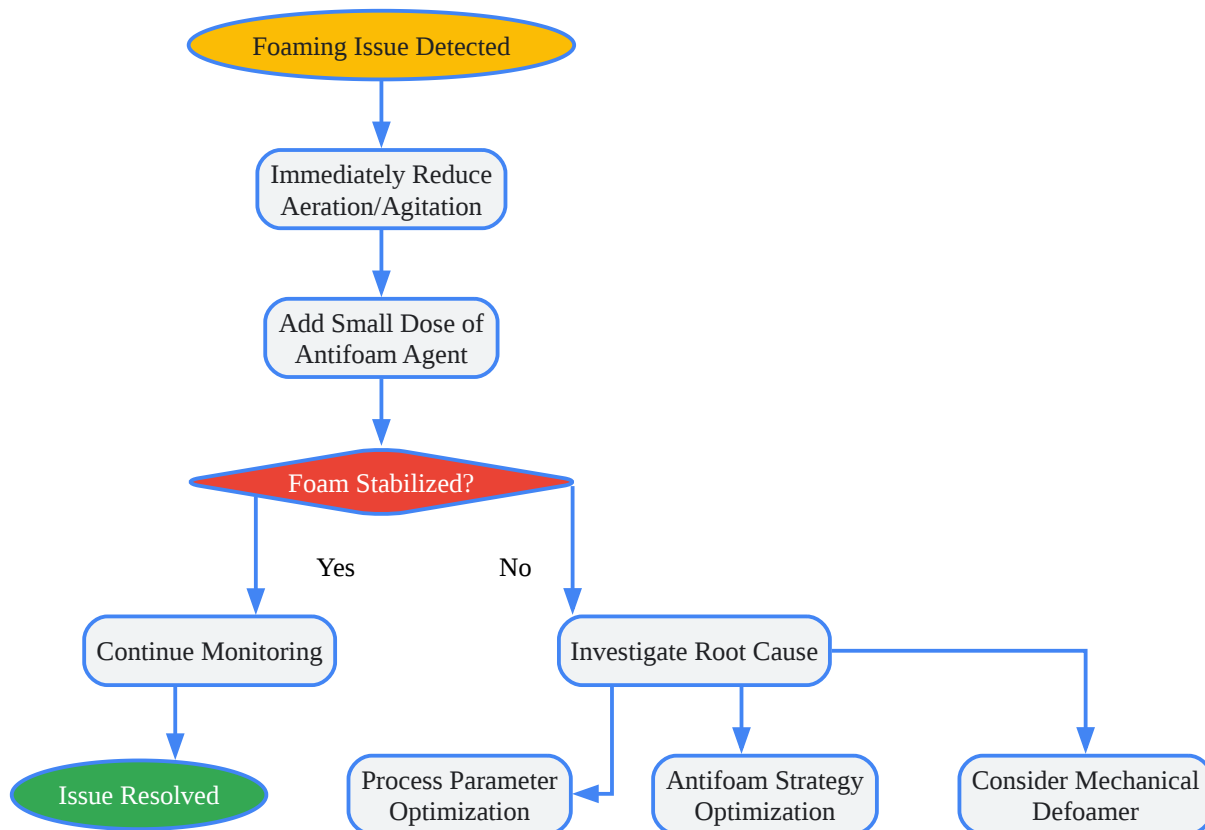 Foaming Issue Detected
Immediately Reduce
Aeration/Agitation
Add Small Dose of
Antifoam Agent
Foam Stabilized?
Yes
No
Continue Monitoring
Investigate Root Cause
Issue Resolved
Process Parameter
Optimization
Antifoam Strategy
Optimization
Consider Mechanical
Defoamer